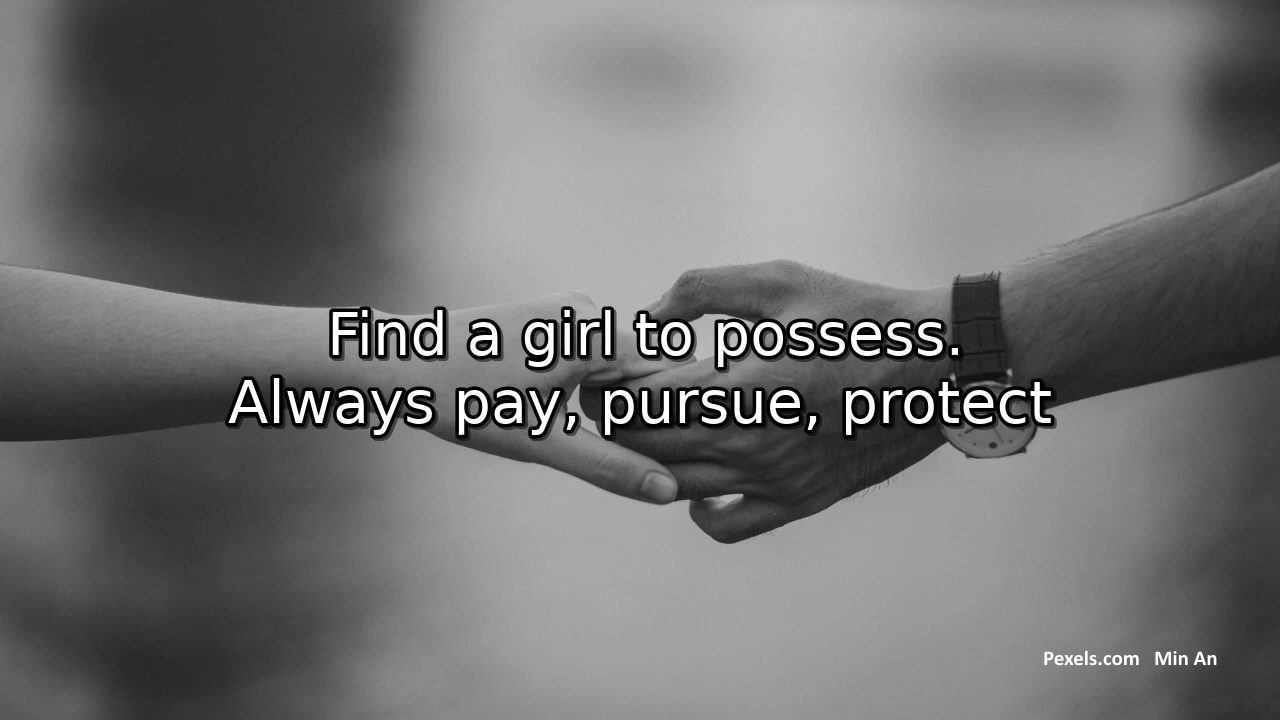 Find a girl to possess.
Always pay, pursue, protect
Pexels.com Min An